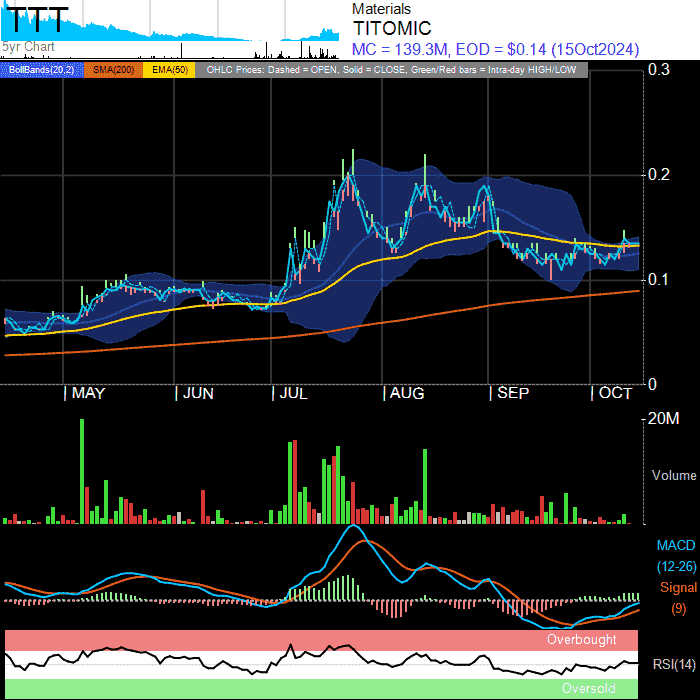 TTT
5yr Chart
Materials
TITOMIC
MC = 139.3M, EOD = $0.14 (15Oct2024)
BollBands(20,2) SMA(200) EMA(50) OHLC Prices: Dashed = OPEN, Solid = CLOSE, Green/Red bars = Intra-day HIGH/LOW
0.3
0.2
0.1
0
MAY JUN JUL AUG SEP OCT
20M
Volume
MACD
(12-26)
Signal
(9)
Overbought
RSI(14)
Oversold